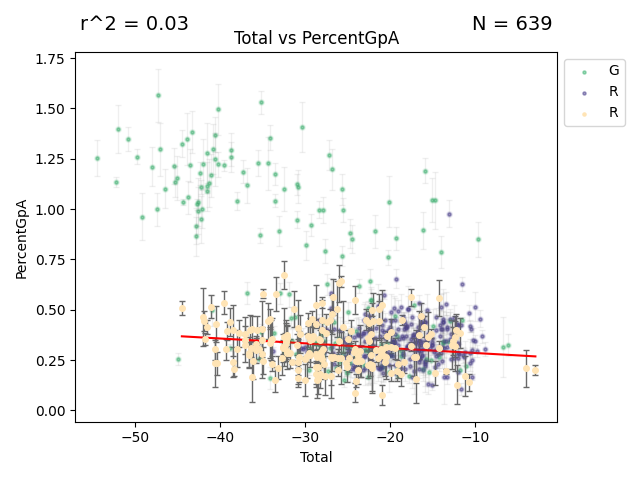 r^2 = 0.03
N = 639
Total vs PercentGpA
G
R
R
PercentGpA
1.75
1.50
1.25
1.00
0.75
0.50
0.25
0.00
−50
−40
−30
−20
−10
Total